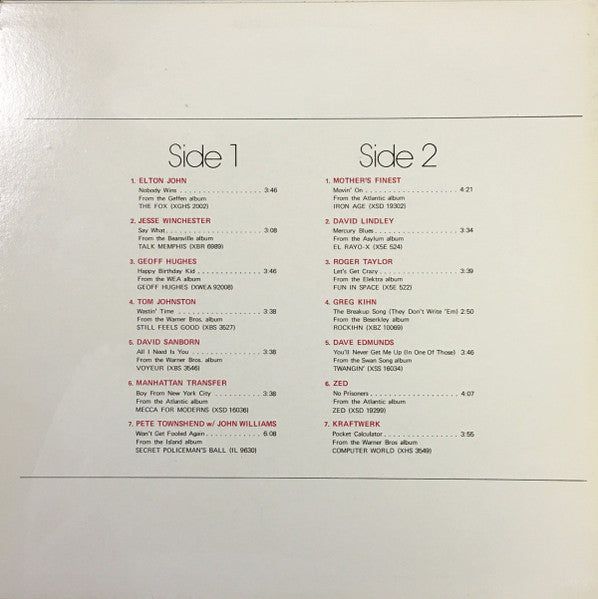 Side 1
1. ELTON JOHN
Nobody Wins . . . . . . . . . . . . . . . . . 3:46
From the Geffen album
THE FOX (XGHS 2002)
2. JESSE WINCHESTER
Say What. . . . . . . . . . . . . . . . . . . . 3:08
From the Bearsville album
TALK MEMPHIS (XBR 6989)
3. GEOFF HUGHES
Happy Birthday Kid . . . . . . . . . . . . . 3:46
From the WEA album
GEOFF HUGHES (XWEA 92008)
4. TOM JOHNSTON
Wastin' Time . . . . . . . . . . . . . . . . . 3:38
From the Warner Bros. album
STILL FEELS GOOD (XBS 3527)
5. DAVID SANBORN
All I Need Is You . . . . . . . . . . . . . . 3:38
From the Warner Bros. album
VOYEUR (XBS 3546)
6. MANHATTAN TRANSFER
Boy From New York City . . . . . . . . . 3:38
From the Atlantic album
MECCA FOR MODERNS (XSD 16036)
7. PETE TOWNSHEND w/ JOHN WILLIAMS
Won't Get Fooled Again . . . . . . . . . . 6:08
From the Island album
SECRET POLICEMAN'S BALL (IL 9630)
Side 2
1. MOTHER'S FINEST
Movin' On . . . . . . . . . . . . . . . . . . 4:21
From the Atlantic album
IRON AGE (XSD 19302)
2. DAVID LINDLEY
Mercury Blues. . . . . . . . . . . . . . . . . 3:34
From the Asylum album
EL RAYO-X (X5E 524)
3. ROGER TAYLOR
Let's Get Crazy . . . . . . . . . . . . . . . 3:39
From the Elektra album
FUN IN SPACE (X5E 522)
4. GREG KIHN
The Breakup Song (They Don't Write 'Em) 2:50
From the Beserkley album
ROCKIHN (XBZ 10069)
5. DAVE EDMUNDS
You'll Never Get Me Up (In One Of Those) 3:46
From the Swan Song album
TWANGIN' (XSS 16034)
6. ZED
No Prisoners . . . . . . . . . . . . . . . . . 4:07
From the Atlantic album
ZED (XSD 19299)
7. KRAFTWERK
Pocket Calculator . . . . . . . . . . . . . . 3:55
From the Warner Bros album
COMPUTER WORLD (XHS 3549)